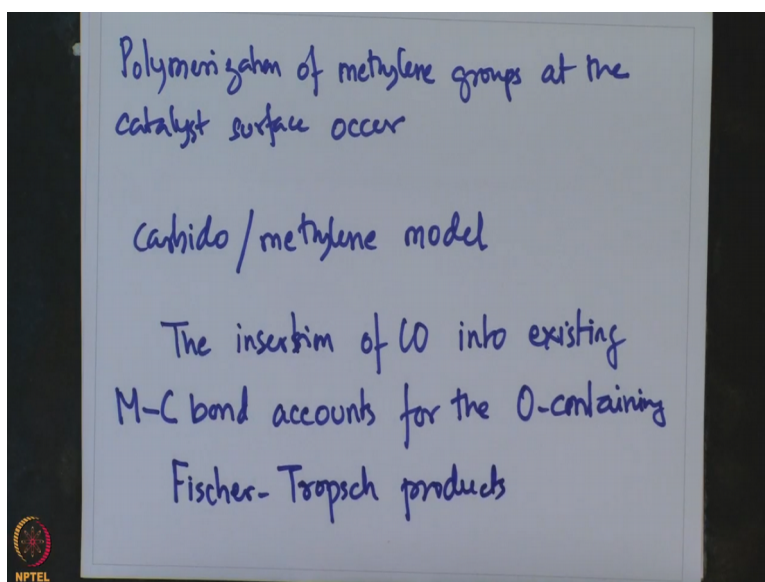 Polymerization of methylene groups at the
catalyst surface occur
carbido/methylene model
The insertion of CO into existing
M-C bond accounts for the O-containing
Fischer-Tropsch products
NPTEL